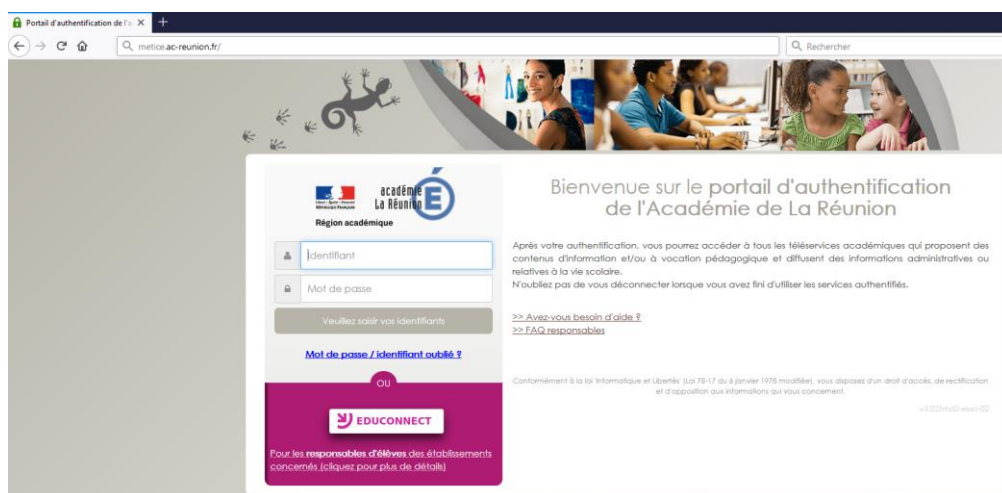 Portail d'authentification de l'a
metice.ac-reunion.fr/
Rechercher
académie
La Réunion
Liberté • Égalité • Fraternité
RÉPUBLIQUE FRANÇAISE
Région académique
Identifiant
Mot de passe
Veuillez saisir vos identifiants
Mot de passe / identifiant oublié ?
OU
EDUCONNECT
Pour les responsables d'élèves des établissements
concernés (cliquez pour plus de détails)
Bienvenue sur le portail d'authentification
de l'Académie de La Réunion
Après votre authentification, vous pourrez accéder à tous les téléservices académiques qui proposent des
contenus d'information et/ou à vocation pédagogique et diffusent des informations administratives ou
relatives à la vie scolaire.
N'oubliez pas de vous déconnecter lorsque vous avez fini d'utiliser les services authentifiés.
>> Avez-vous besoin d'aide ?
>> FAQ responsables
Conformément à la loi 'Informatique et Libertés' (Loi 78-17 du 6 janvier 1978 modifiée), vous disposez d'un droit d'accès, de rectification
et d'opposition aux informations qui vous concernent.